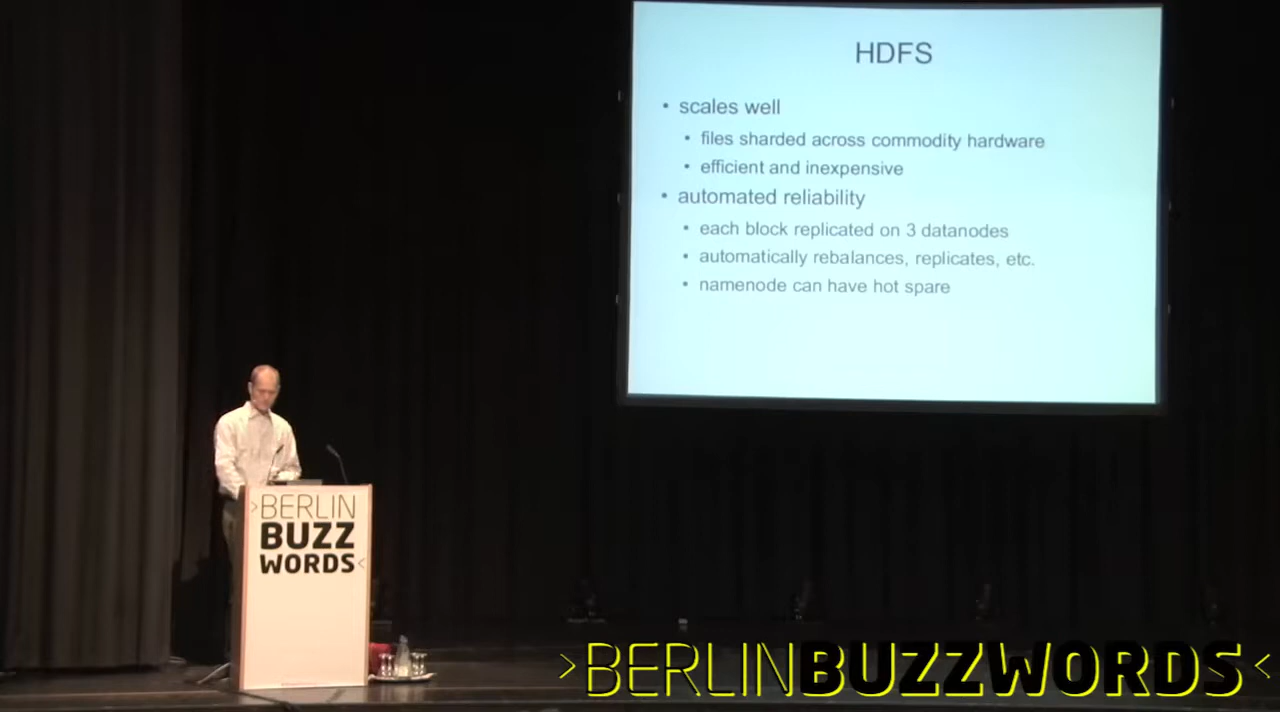 HDFS
• scales well
• files sharded across commodity hardware
• efficient and inexpensive
• automated reliability
• each block replicated on 3 datanodes
• automatically rebalances, replicates, etc.
• namenode can have hot spare
>BERLIN
BUZZ
WORDS<
>BERLINBUZZWORDS<